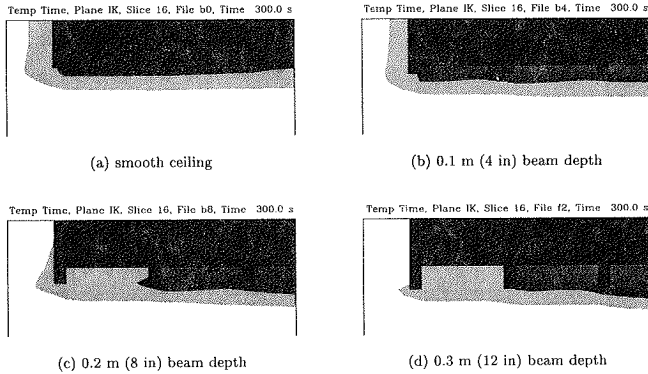 Temp Time, Plane IK, Slice 16, File b0, Time 300.0 s
Temp Time, Plane IK, Slice 16, File b4, Time 300.0 s
(a) smooth ceiling
(b) 0.1 m (4 in) beam depth
Temp Time, Plane IK, Slice 16, File b8, Time 300.0 s
Temp Time, Plane IK, Slice 16, File f2, Time 300.0 s
(c) 0.2 m (8 in) beam depth
(d) 0.3 m (12 in) beam depth